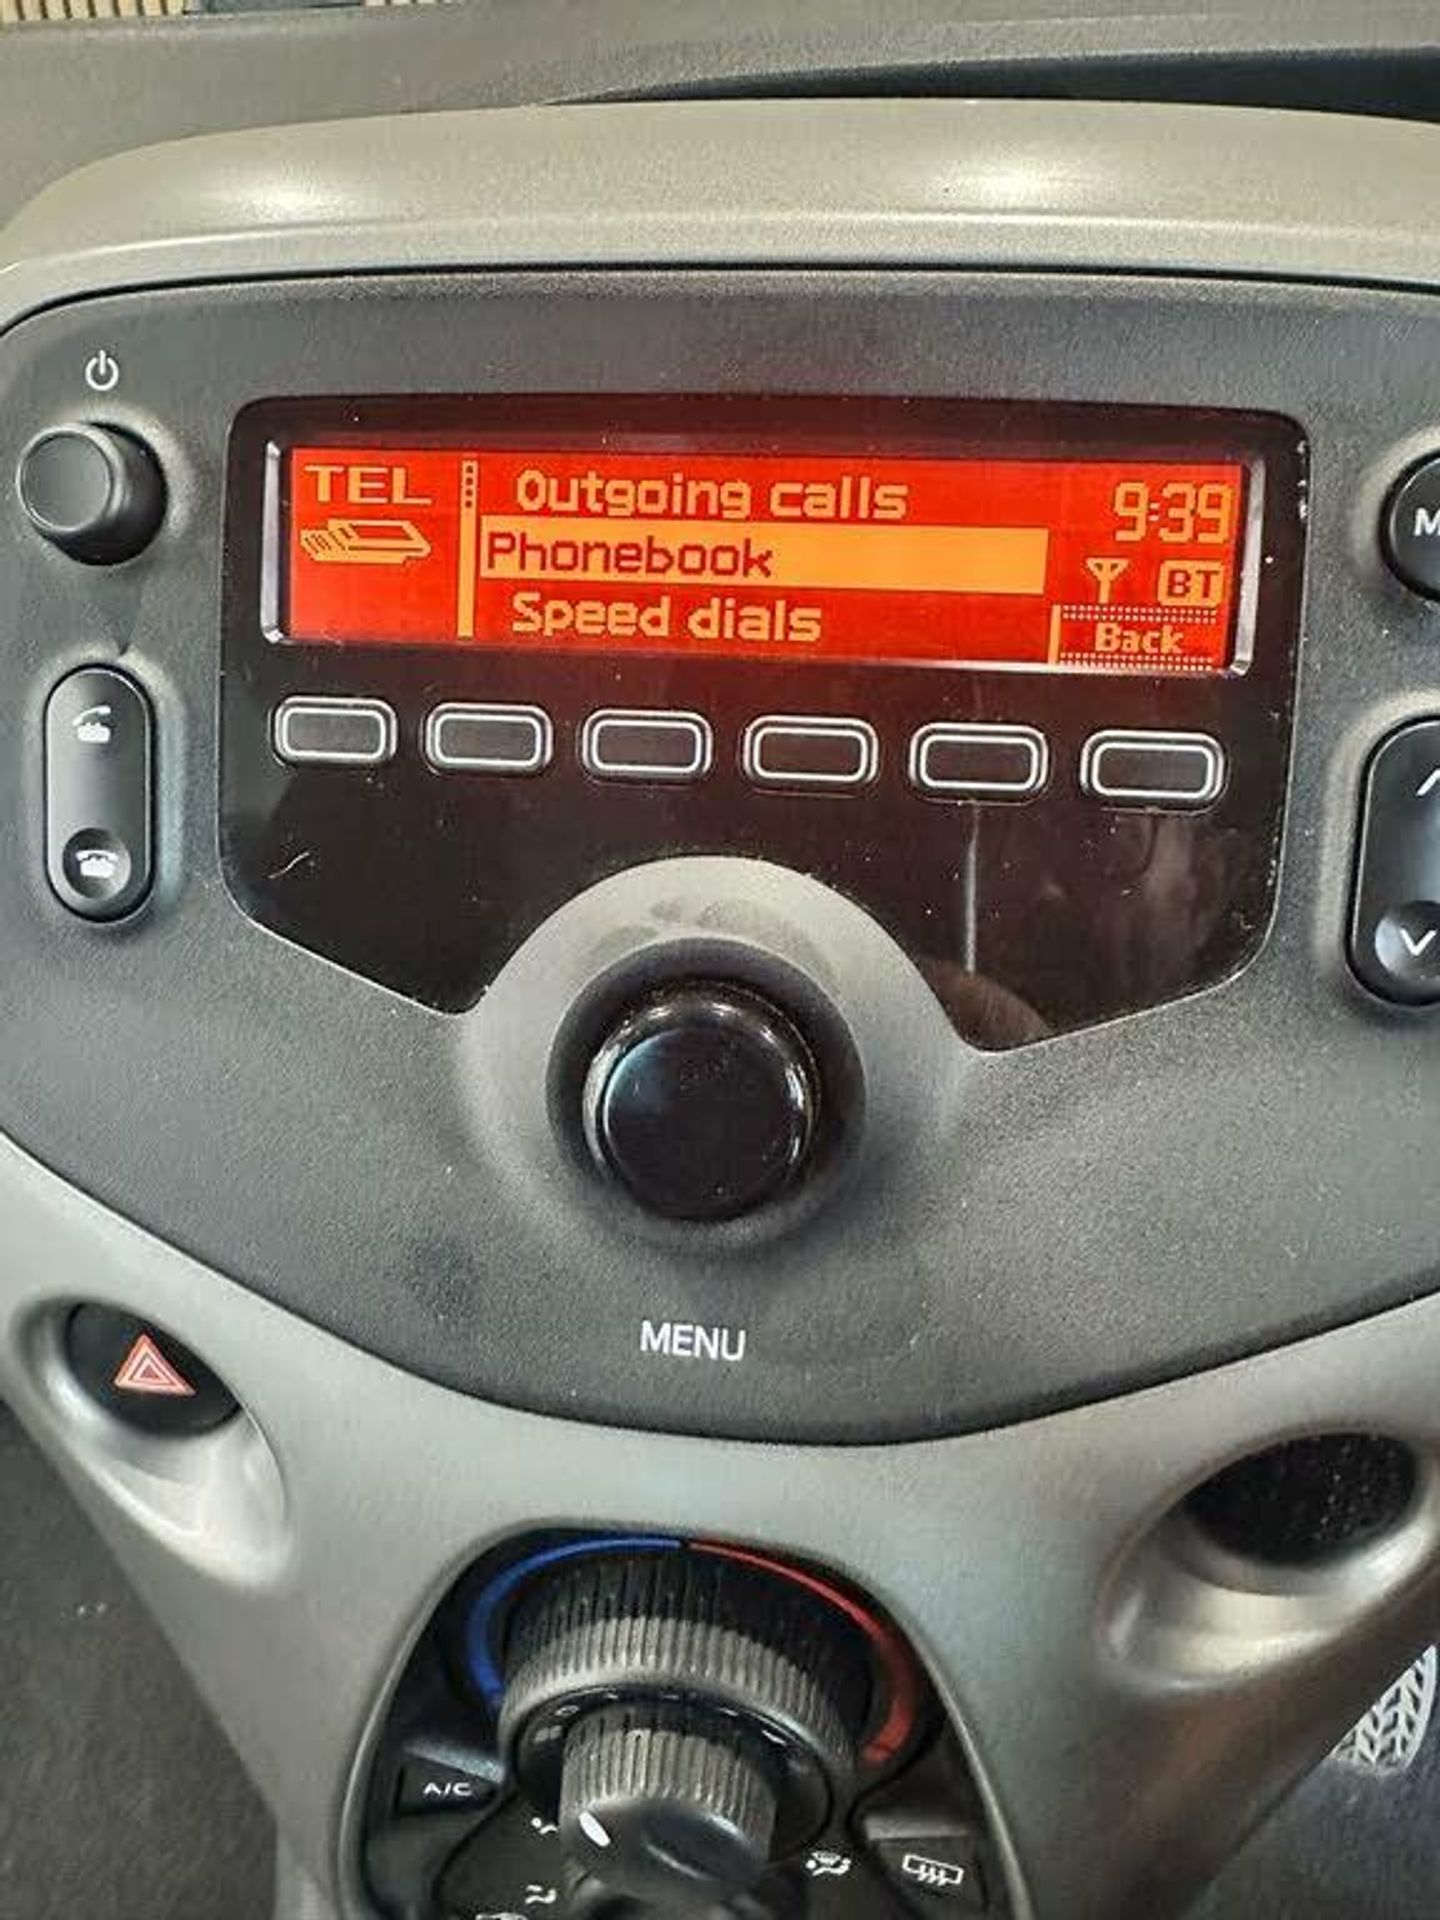 TEL
Outgoing calls
9:39
Phonebook
BT
Speed dials
Back
M
MENU
A/C